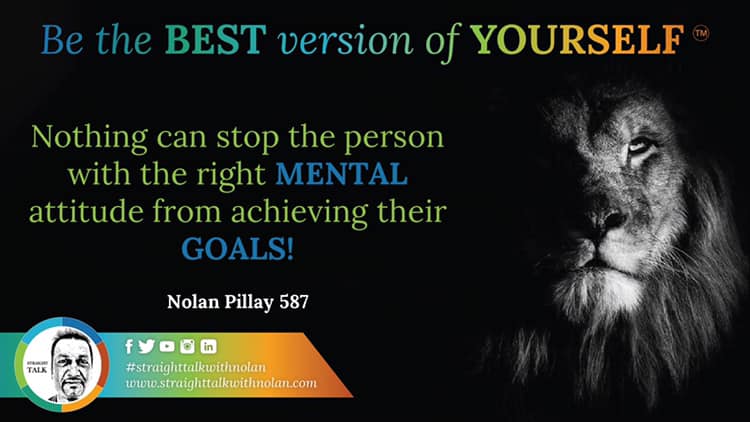 Be the BEST version of YOURSELF ™
Nothing can stop the person
with the right MENTAL
attitude from achieving their
GOALS!
Nolan Pillay 587
STRAIGHT
TALK
#straighttalkwithnolan
www.straighttalkwithnolan.com